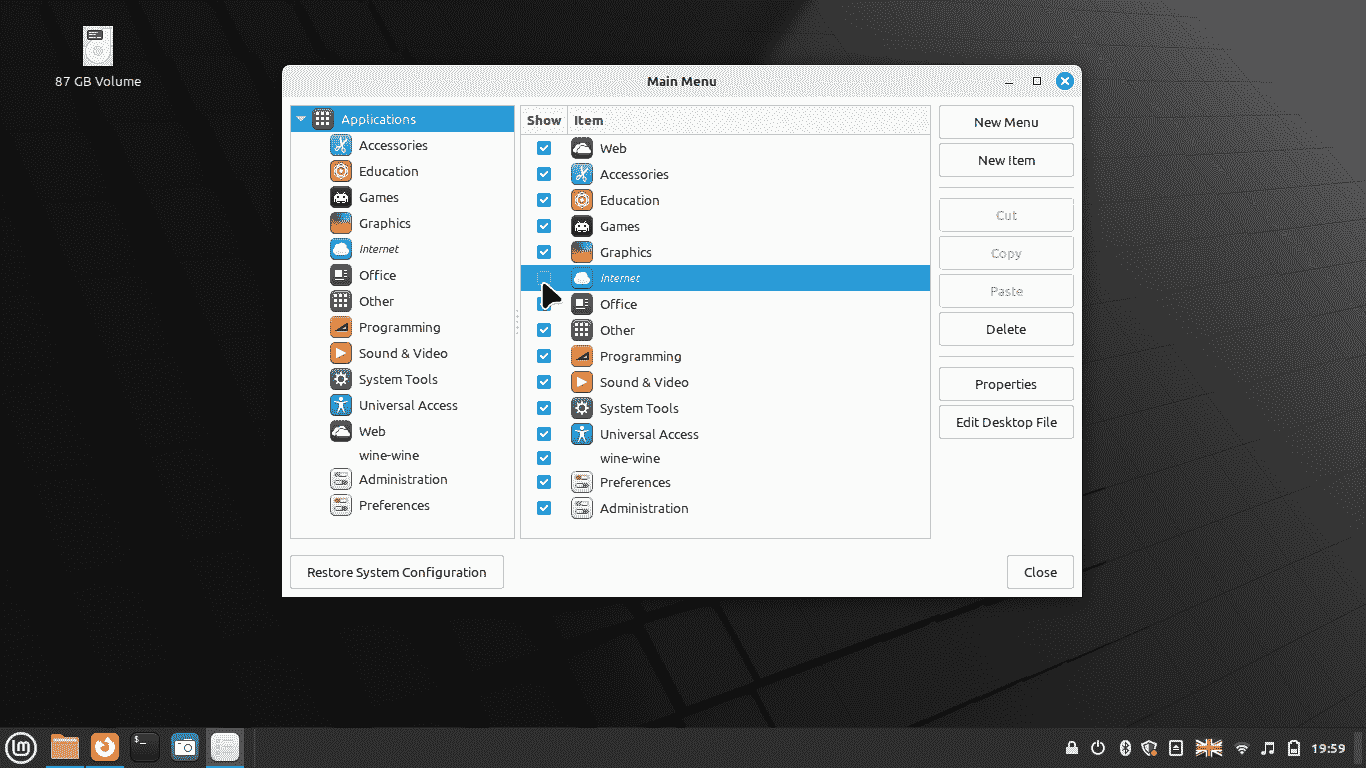 87 GB Volume
Main Menu
Applications
Accessories
Education
Games
Graphics
Internet
Office
Other
Programming
Sound & Video
System Tools
Universal Access
Web
wine-wine
Administration
Preferences
Show Item
Web
Accessories
Education
Games
Graphics
Internet
Office
Other
Programming
Sound & Video
System Tools
Universal Access
wine-wine
Preferences
Administration
New Menu
New Item
Cut
Copy
Paste
Delete
Properties
Edit Desktop File
Restore System Configuration
Close
$_
19:59